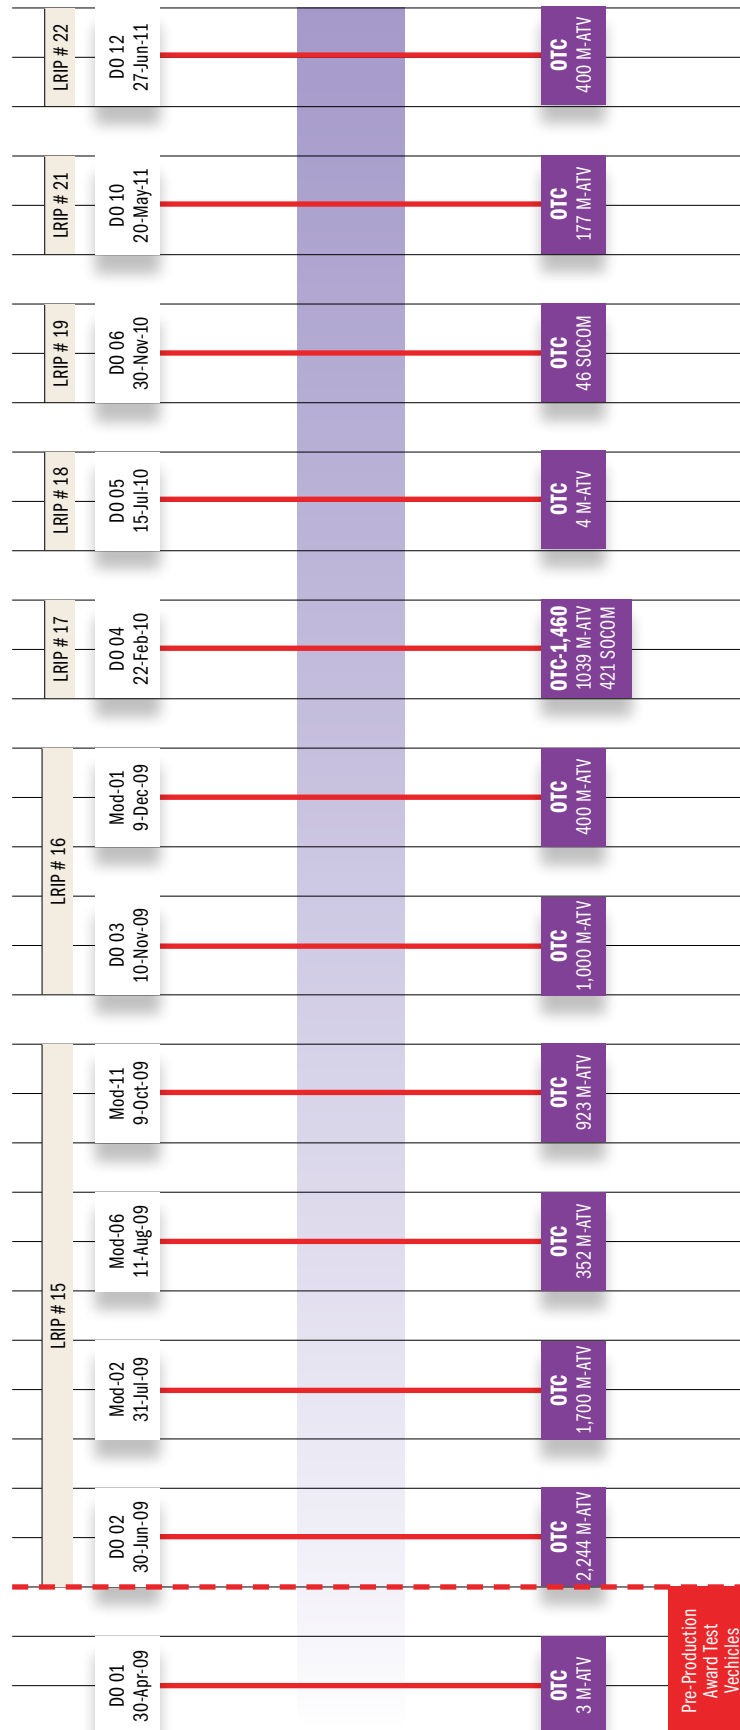 DO 01
30-Apr-09
OTC
3 M-ATV
Pre-Production
Award Test
Vechicles
LRIP # 15
DO 02
30-Jun-09
OTC
2,244 M-ATV
Mod-02
31-Jul-09
OTC
1,700 M-ATV
Mod-06
11-Aug-09
OTC
352 M-ATV
Mod-11
9-Oct-09
OTC
923 M-ATV
LRIP # 16
DO 03
10-Nov-09
OTC
1,000 M-ATV
Mod-01
9-Dec-09
OTC
400 M-ATV
LRIP # 17
DO 04
22-Feb-10
OTC-1,460
1039 M-ATV
421 SOCOM
LRIP # 18
DO 05
15-Jul-10
OTC
4 M-ATV
LRIP # 19
DO 06
30-Nov-10
OTC
46 SOCOM
LRIP # 21
DO 10
20-May-11
OTC
177 M-ATV
LRIP # 22
DO 12
27-Jun-11
OTC
400 M-ATV